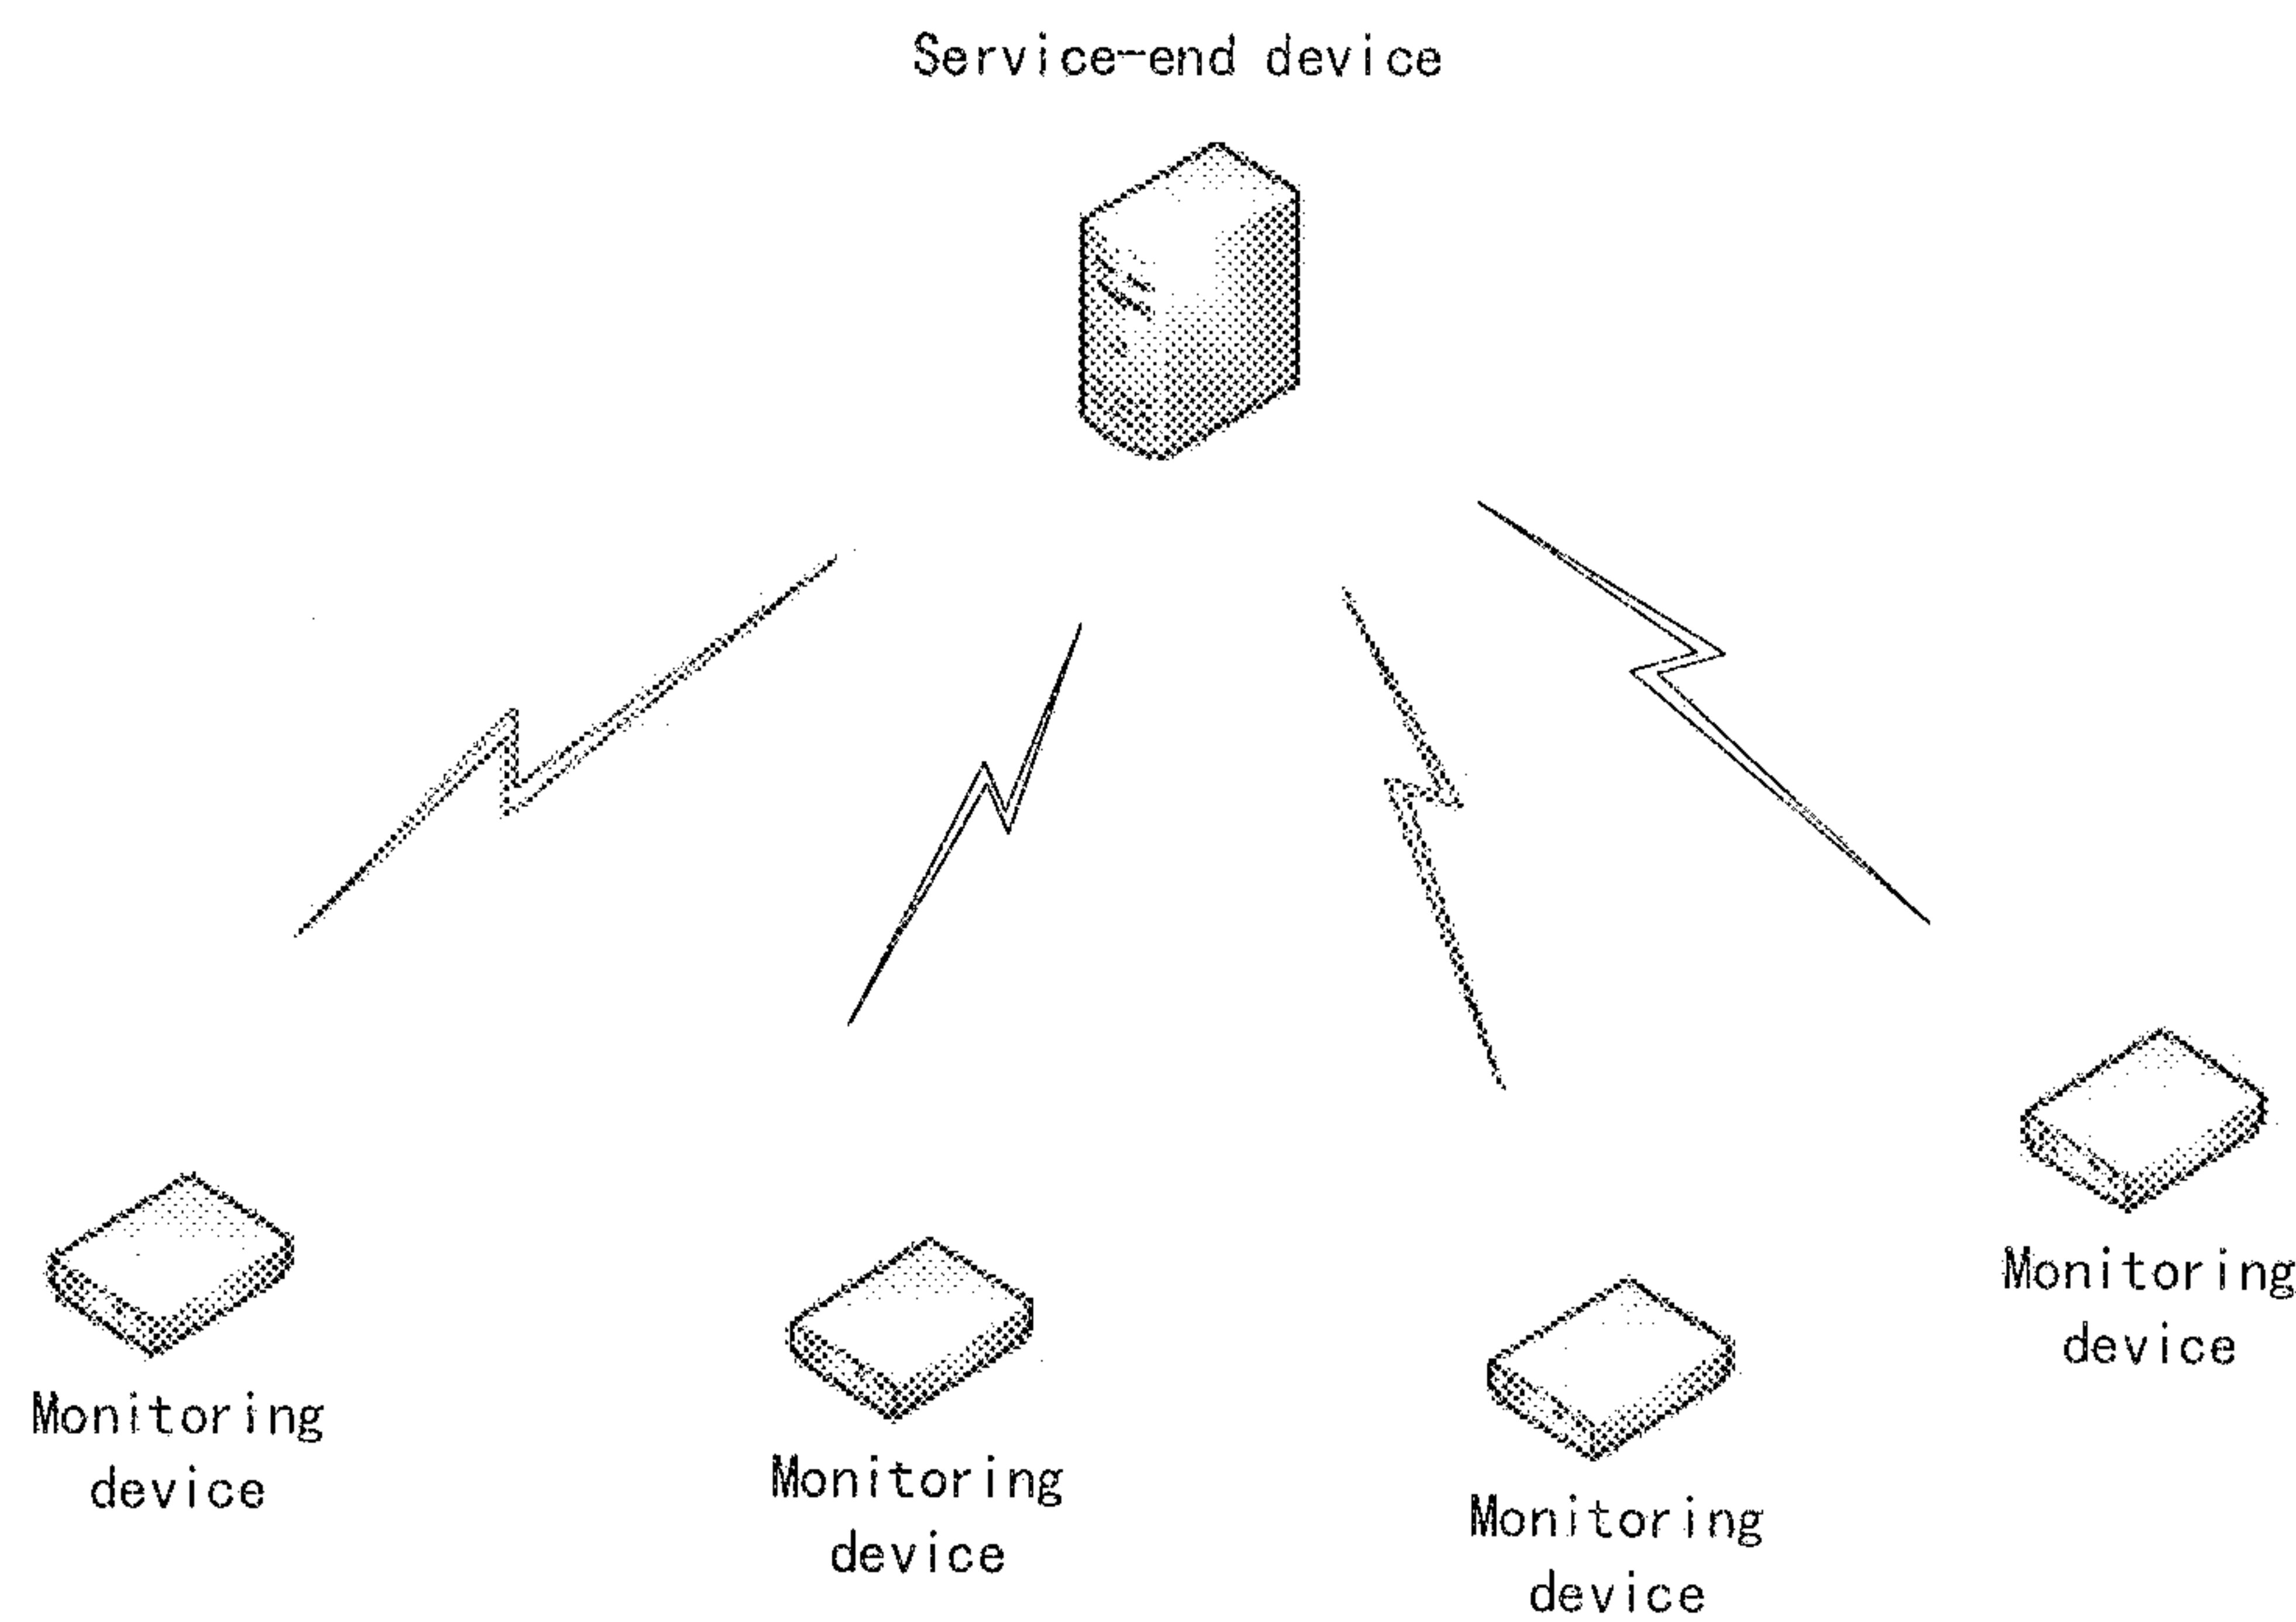 Service-end device
Monitoring
device
Monitoring
device
Monitoring
device
Monitoring
device